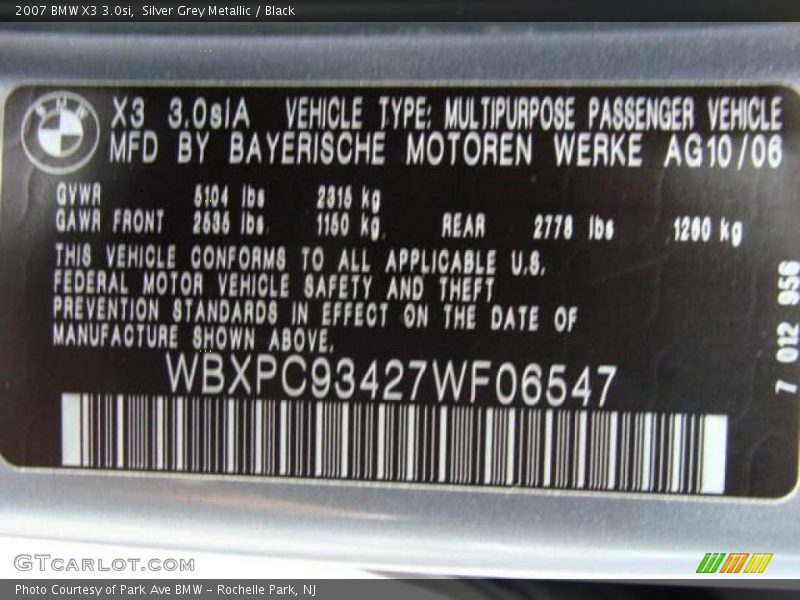 2007 BMW X3 3.0si, Silver Grey Metallic / Black
BMW
X3 3.0siA VEHICLE TYPE: MULTIPURPOSE PASSENGER VEHICLE
MFD BY BAYERISCHE MOTOREN WERKE AG10/06
GVWR 5104 lbs 2315 kg
GAWR FRONT 2535 lbs 1150 kg REAR 2778 lbs 1260 kg
THIS VEHICLE CONFORMS TO ALL APPLICABLE U.S.
FEDERAL MOTOR VEHICLE SAFETY AND THEFT
PREVENTION STANDARDS IN EFFECT ON THE DATE OF
MANUFACTURE SHOWN ABOVE.
WBXPC93427WF06547
7 012 956
GTCARLOT.COM
Photo Courtesy of Park Ave BMW - Rochelle Park, NJ